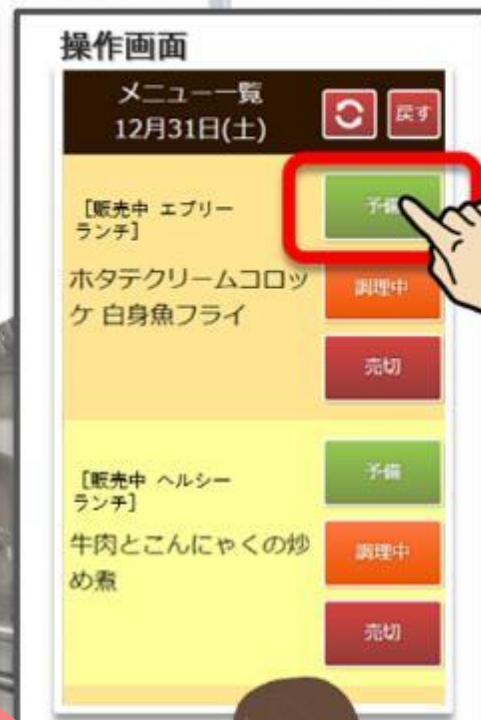 操作画面
メニュー一覧
12月31日(土)
戻す
[販売中 エブリー
ランチ]
予備
ホタテクリームコロッ
ケ 白身魚フライ
調理中
売切
[販売中 ヘルシー
ランチ]
予備
牛肉とこんにゃくの炒
め煮
調理中
売切